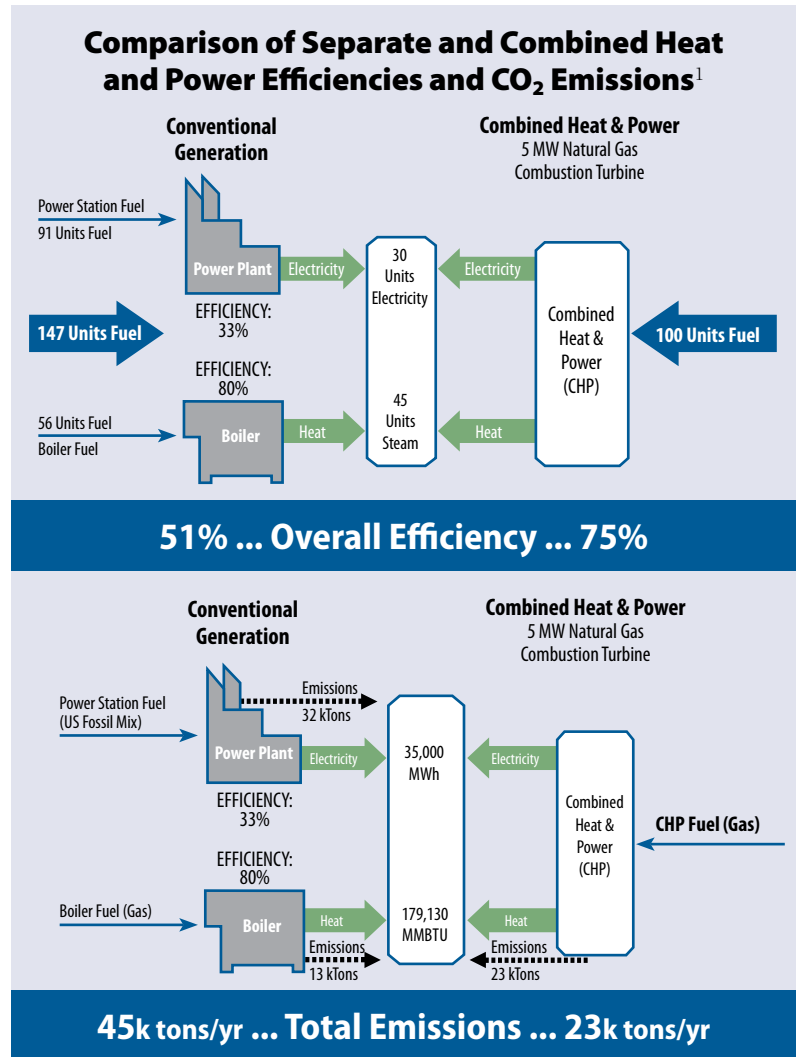 Comparison of Separate and Combined Heat
and Power Efficiencies and CO₂ Emissions¹
Conventional
Generation
Combined Heat & Power
5 MW Natural Gas
Combustion Turbine
Power Station Fuel
91 Units Fuel
Power Plant
Electricity
30
Units
Electricity
Electricity
EFFICIENCY:
33%
147 Units Fuel
Combined
Heat &
Power
(CHP)
100 Units Fuel
EFFICIENCY:
80%
56 Units Fuel
Boiler Fuel
Boiler
Heat
45
Units
Steam
Heat
51% ... Overall Efficiency ... 75%
Conventional
Generation
Combined Heat & Power
5 MW Natural Gas
Combustion Turbine
Power Station Fuel
(US Fossil Mix)
Emissions
32 kTons
Power Plant
Electricity
35,000
MWh
Electricity
EFFICIENCY:
33%
Combined
Heat &
Power
(CHP)
CHP Fuel (Gas)
EFFICIENCY:
80%
Boiler Fuel (Gas)
Boiler
Heat
179,130
MMBTU
Heat
Emissions
13 kTons
Emissions
23 kTons
45k tons/yr ... Total Emissions ... 23k tons/yr